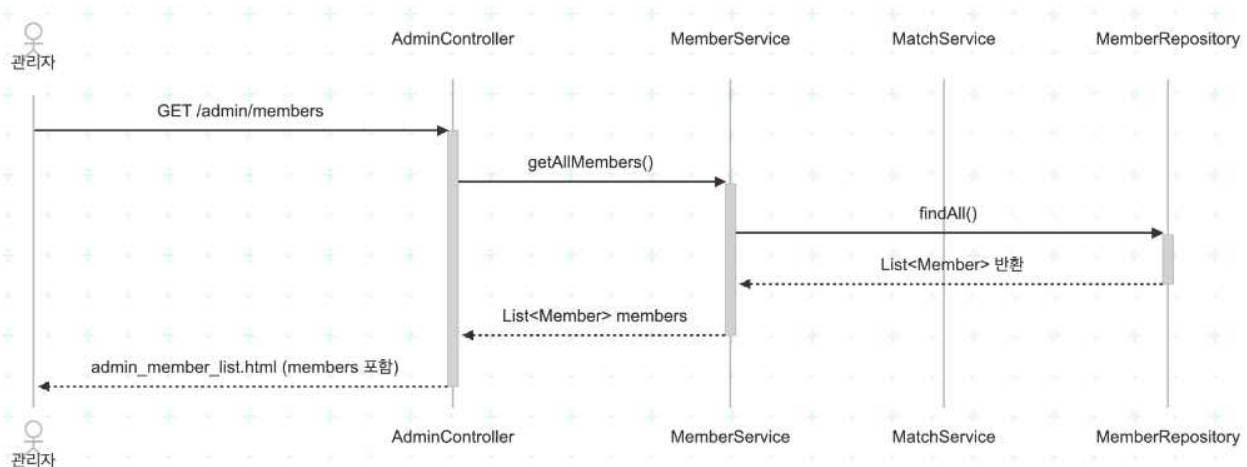 관리자
AdminController
MemberService
MatchService
MemberRepository
GET /admin/members
getAllMembers()
findAll()
List<Member> 반환
List<Member> members
admin_member_list.html (members 포함)
관리자
AdminController
MemberService
MatchService
MemberRepository